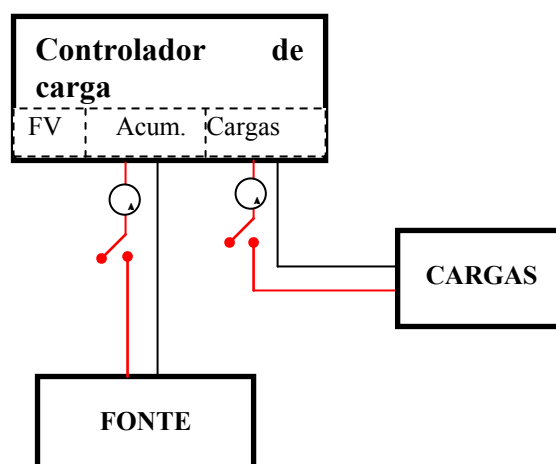 Controlador de
carga
FV Acum. Cargas
CARGAS
FONTE